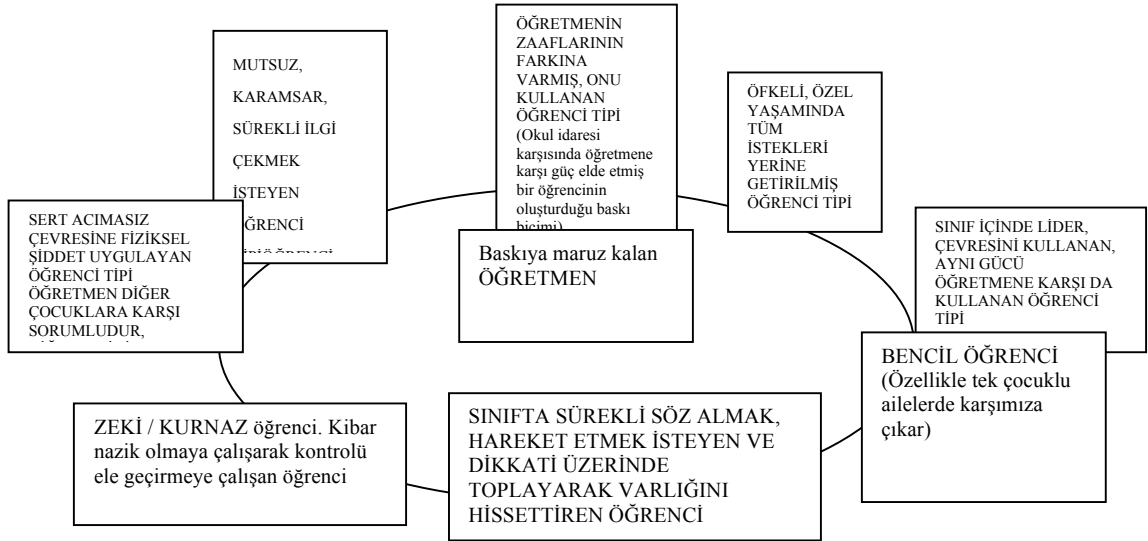 ÖĞRETMENİN
ZAAFLARININ
FARKINA
VARMIŞ, ONU
KULLANAN
ÖĞRENCİ TİPİ
(Okul idaresi
karşısında öğretmene
karşı güç elde etmiş
bir öğrencinin
oluşturduğu baskı
biçimi)
MUTSUZ,
KARAMSAR,
SÜREKLİ İLGİ
ÇEKMEK
İSTEYEN
ÖĞRENCİ
ÖFKELİ, ÖZEL
YAŞAMINDA
TÜM
İSTEKLERİ
YERİNE
GETİRİLMİŞ
ÖĞRENCİ TİPİ
SERT ACIMASIZ
ÇEVRESİNE FİZİKSEL
ŞİDDET UYGULAYAN
ÖĞRENCİ TİPİ
ÖĞRETMEN DİĞER
ÇOCUKLARA KARŞI
SORUMLUDUR,
SINIF İÇİNDE LİDER,
ÇEVRESİNİ KULLANAN,
AYNI GÜCÜ
ÖĞRETMENE KARŞI DA
KULLANAN ÖĞRENCİ
TİPİ
Baskıya maruz kalan
ÖĞRETMEN
BENCİL ÖĞRENCİ
(Özellikle tek çocuklu
ailelerde karşımıza
çıkar)
ZEKİ / KURNAZ öğrenci. Kibar
nazik olmaya çalışarak kontrolü
ele geçirmeye çalışan öğrenci
SINIFTA SÜREKLİ SÖZ ALMAK,
HAREKET ETMEK İSTEYEN VE
DİKKATİ ÜZERİNDE
TOPLAYARAK VARLIĞINI
HİSSETTİREN ÖĞRENCİ